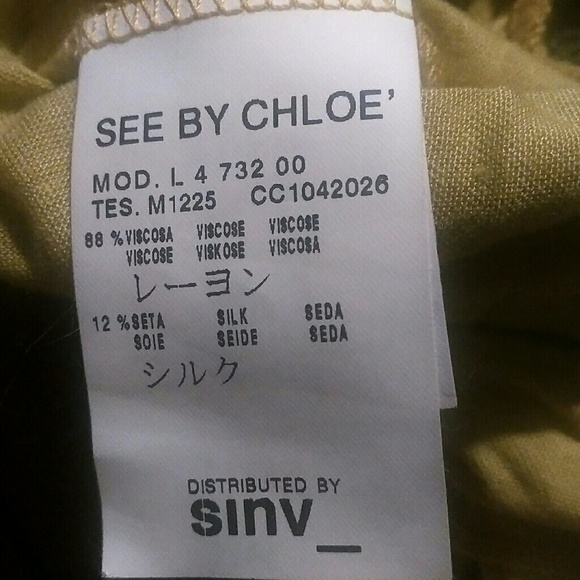 SEE BY CHLOE'
MOD. L 4 732 00
TES. M1225 CC1042026
88 % VISCOSA VISCOSE VISCOSE
VISCOSE VISKOSE VISCOSA
レーヨン
12 % SETA SILK SEDA
SOIE SEIDE SEDA
シルク
DISTRIBUTED BY
sinv_